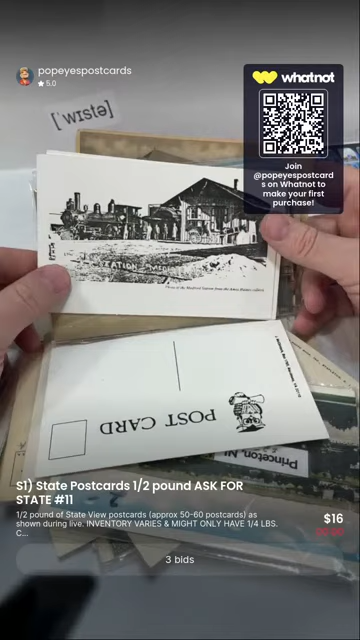 popeyespostcards
★ 5.0
whatnot
Join
@popeyespostcard
s on Whatnot to
make your first
purchase!
['wɪstə]
STATION
POST CARD
Princeton, N
S1) State Postcards 1/2 pound ASK FOR
STATE #11
1/2 pound of State View postcards (approx 50-60 postcards) as
shown during live. INVENTORY VARIES & MIGHT ONLY HAVE 1/4 LBS.
C...
$16
3 bids